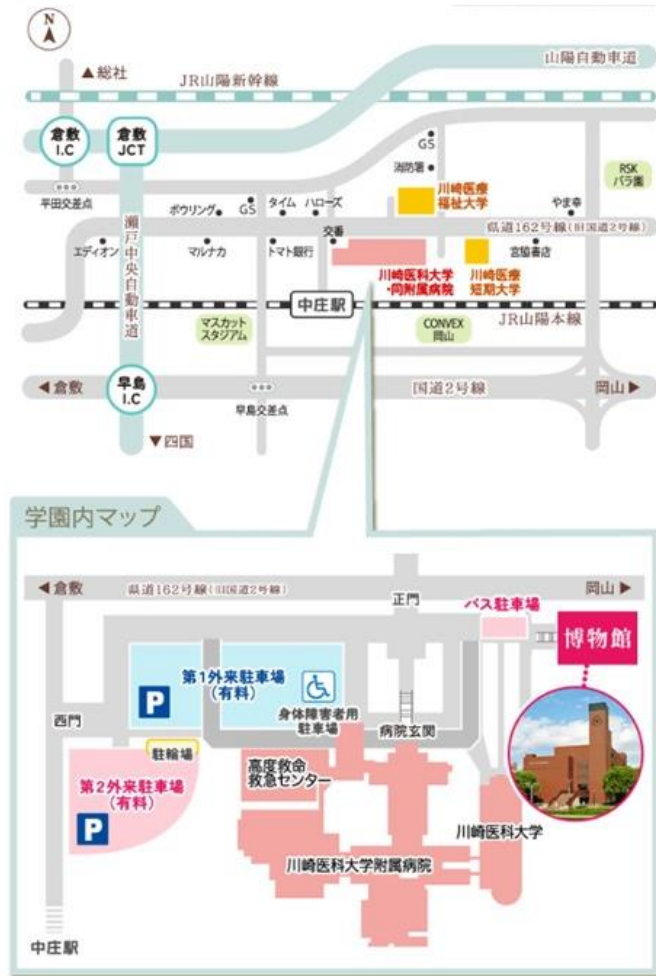 N
山陽自動車道
▲総社
JR山陽新幹線
倉敷
I.C
倉敷
JCT
GS
消防署
RSK
バラ園
川崎医療
福祉大学
平田交差点
ボウリング
GS
タイム
ハローズ
やま幸
交番
県道162号線(旧国道2号線)
エディオン
マルナカ
トマト銀行
宮脇書店
瀬戸中央自動車道
川崎医科大学
・同附属病院
川崎医療
短期大学
中庄駅
JR山陽本線
マスカット
スタジアム
CONVEX
岡山
◀倉敷
早島
I.C
国道2号線
岡山▶
早島交差点
▼四国
学園内マップ
◀倉敷
県道162号線(旧国道2号線)
岡山▶
正門
バス駐車場
博物館
第1外来駐車場
(有料)
P
身体障害者用
駐車場
西門
病院玄関
駐輪場
高度救命
救急センター
第2外来駐車場
(有料)
P
川崎医科大学
川崎医科大学附属病院
中庄駅